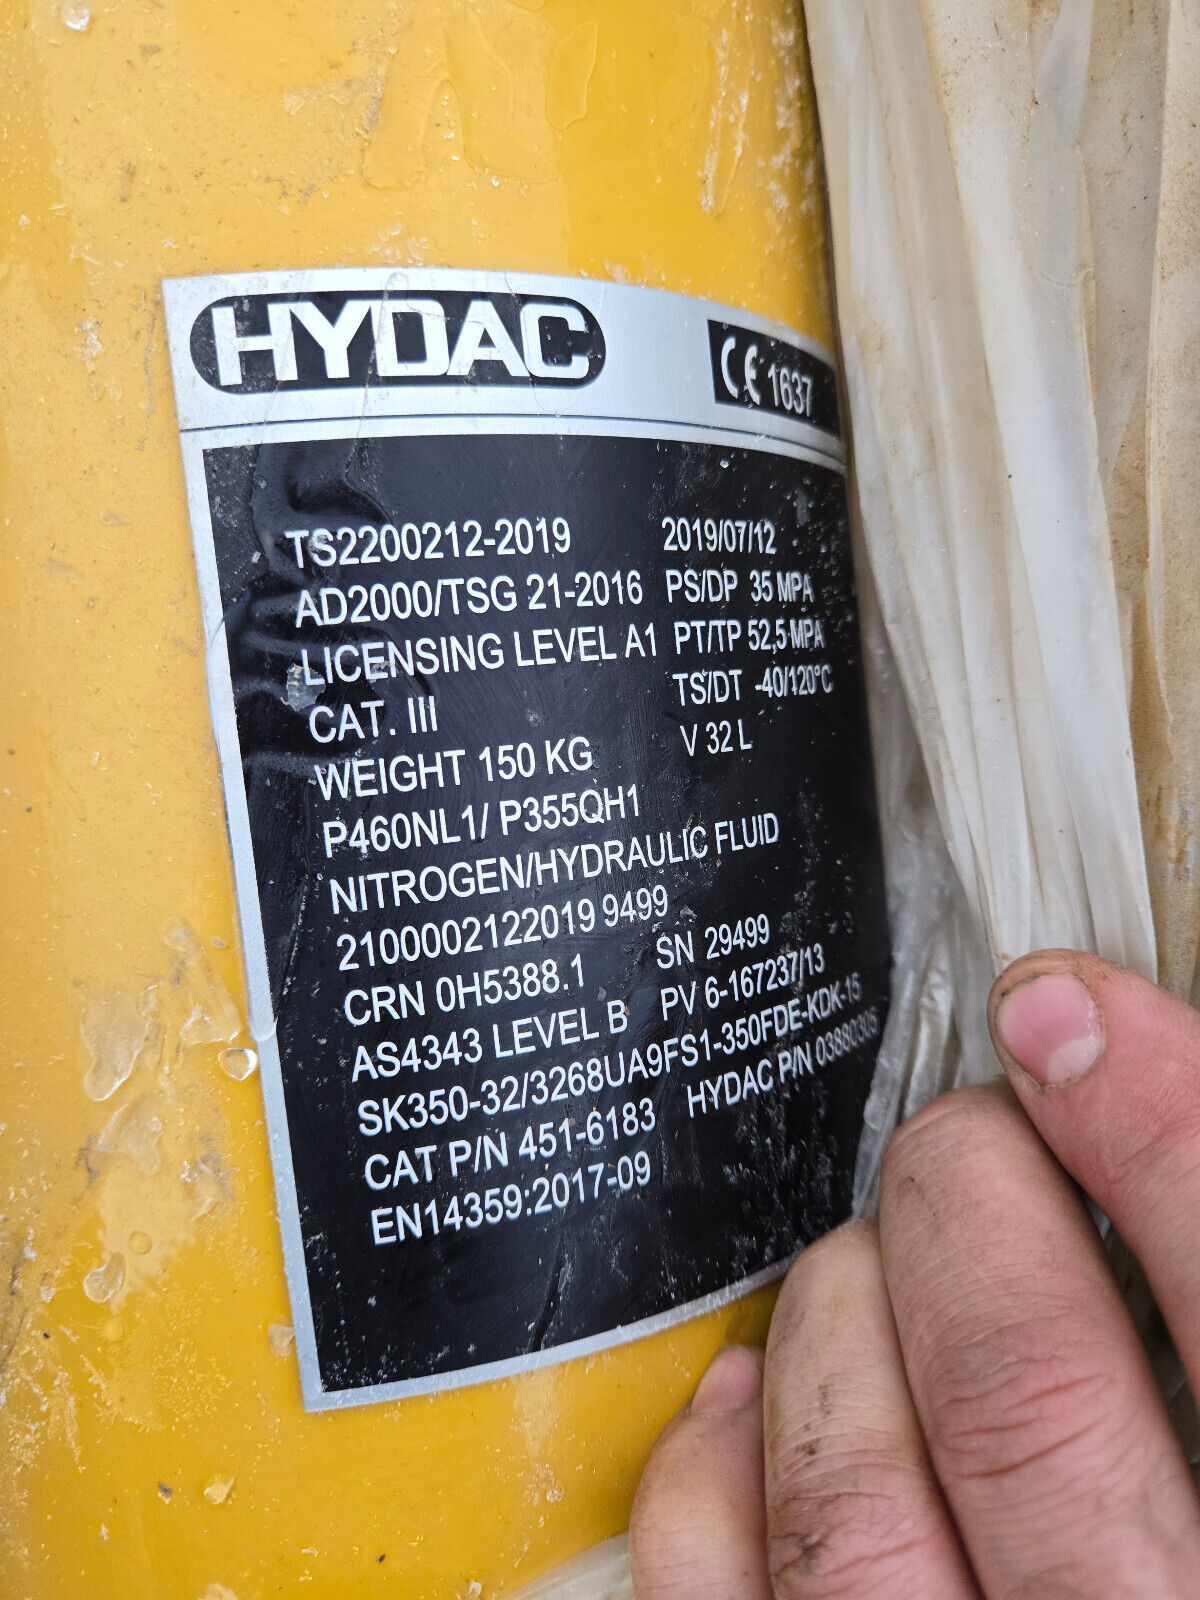 HYDAC
CE 1637
TS2200212-2019 2019/07/12
AD2000/TSG 21-2016 PS/DP 35 MPA
LICENSING LEVEL A1 PT/TP 52,5 MPA
CAT. III TS/DT -40/120°C
WEIGHT 150 KG V 32 L
P460NL1/ P355QH1
NITROGEN/HYDRAULIC FLUID
2100002122019 9499
CRN 0H5388.1 SN 29499
AS4343 LEVEL B PV 6-167237/13
SK350-32/3268UA9FS1-350FDE-KDK-15
CAT P/N 451-6183 HYDAC P/N 03880305
EN14359:2017-09